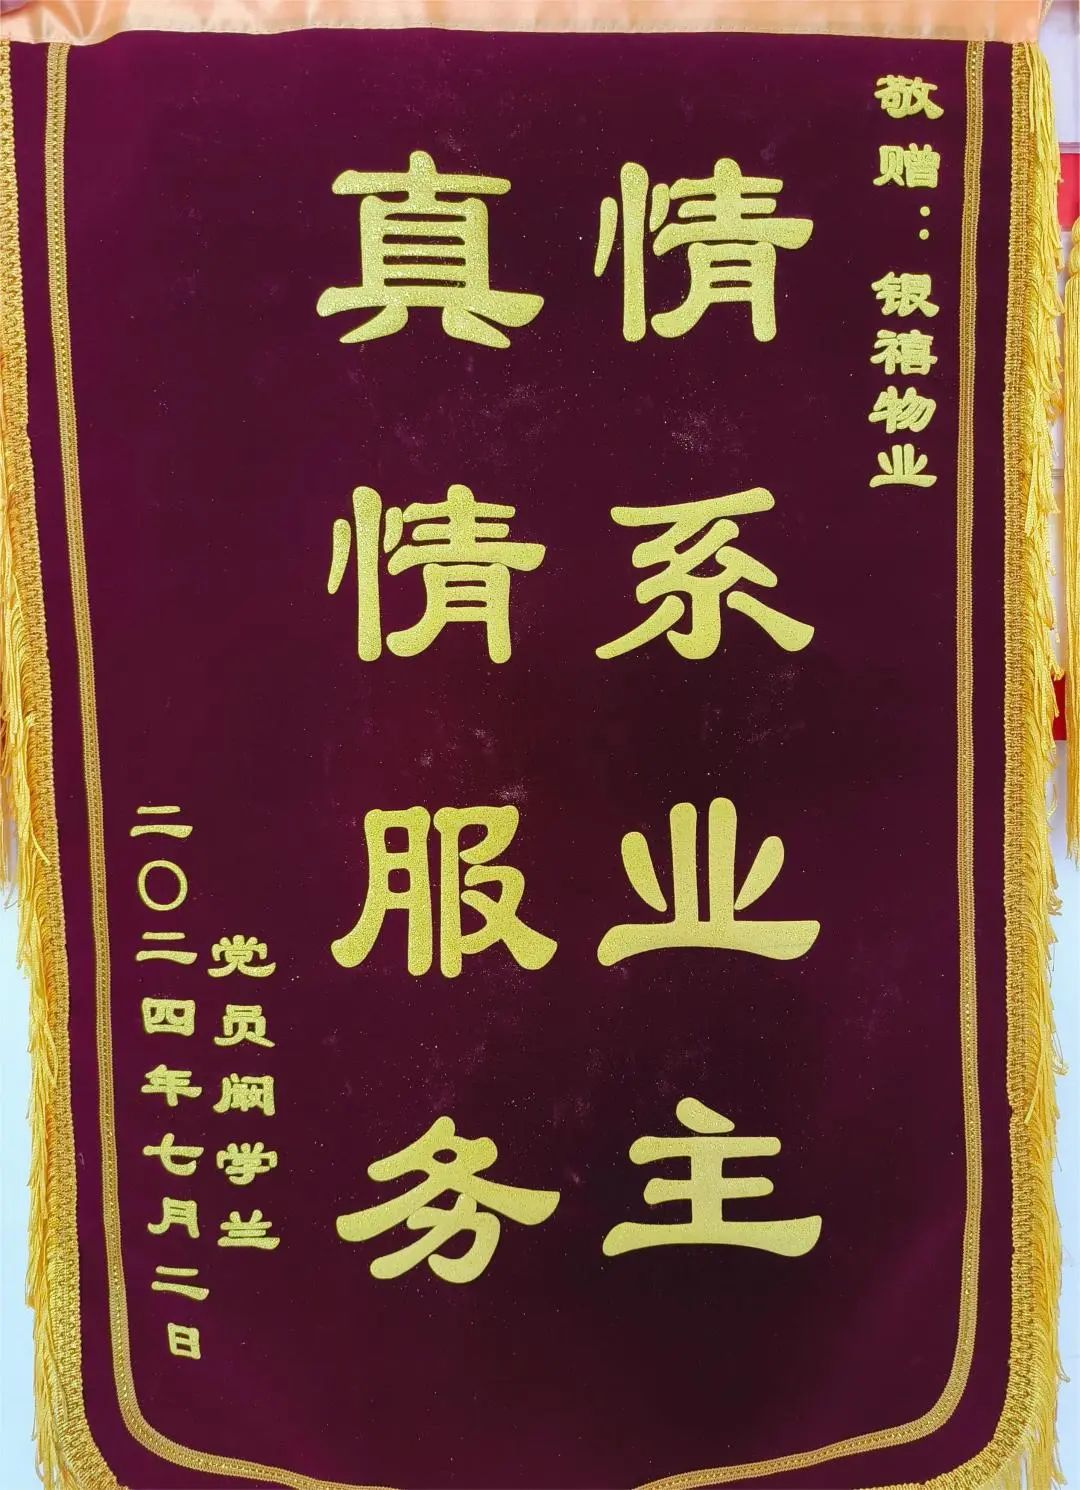 敬赠：银禧物业
情系业主
真情服务
党员阚学兰
二〇二四年七月二日